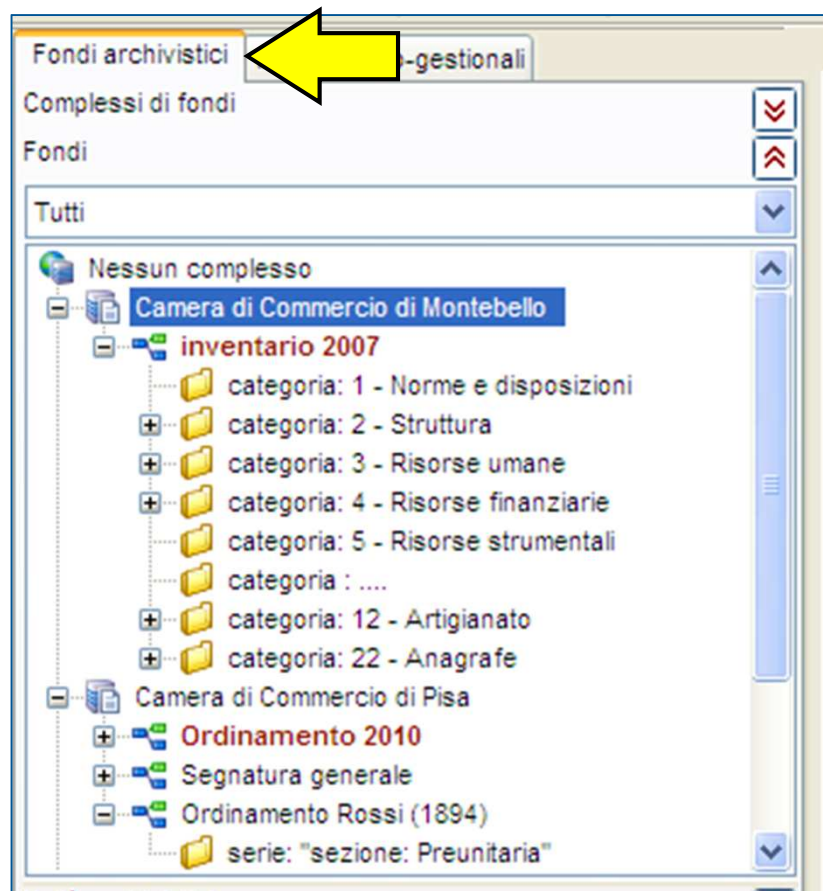 Fondi archivistici -gestionali
Complessi di fondi
Fondi
Tutti
Nessun complesso
Camera di Commercio di Montebello
inventario 2007
categoria: 1 - Norme e disposizioni
categoria: 2 - Struttura
categoria: 3 - Risorse umane
categoria: 4 - Risorse finanziarie
categoria: 5 - Risorse strumentali
categoria : ....
categoria: 12 - Artigianato
categoria: 22 - Anagrafe
Camera di Commercio di Pisa
Ordinamento 2010
Segnatura generale
Ordinamento Rossi (1894)
serie: "sezione: Preunitaria"